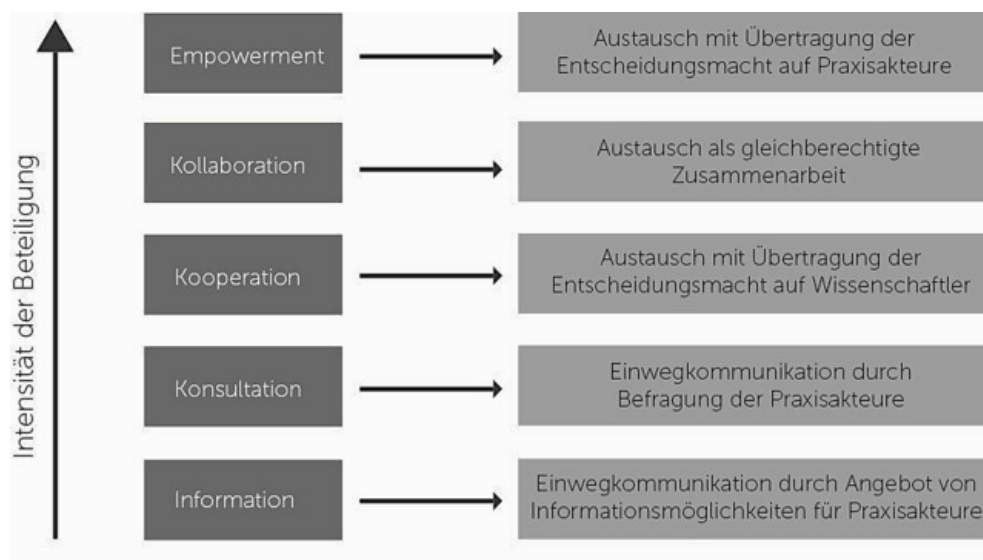 Intensität der Beteiligung
Empowerment
Austausch mit Übertragung der
Entscheidungsmacht auf Praxisakteure
Kollaboration
Austausch als gleichberechtigte
Zusammenarbeit
Kooperation
Austausch mit Übertragung der
Entscheidungsmacht auf Wissenschaftler
Konsultation
Einwegkommunikation durch
Befragung der Praxisakteure
Information
Einwegkommunikation durch Angebot von
Informationsmöglichkeiten für Praxisakteure